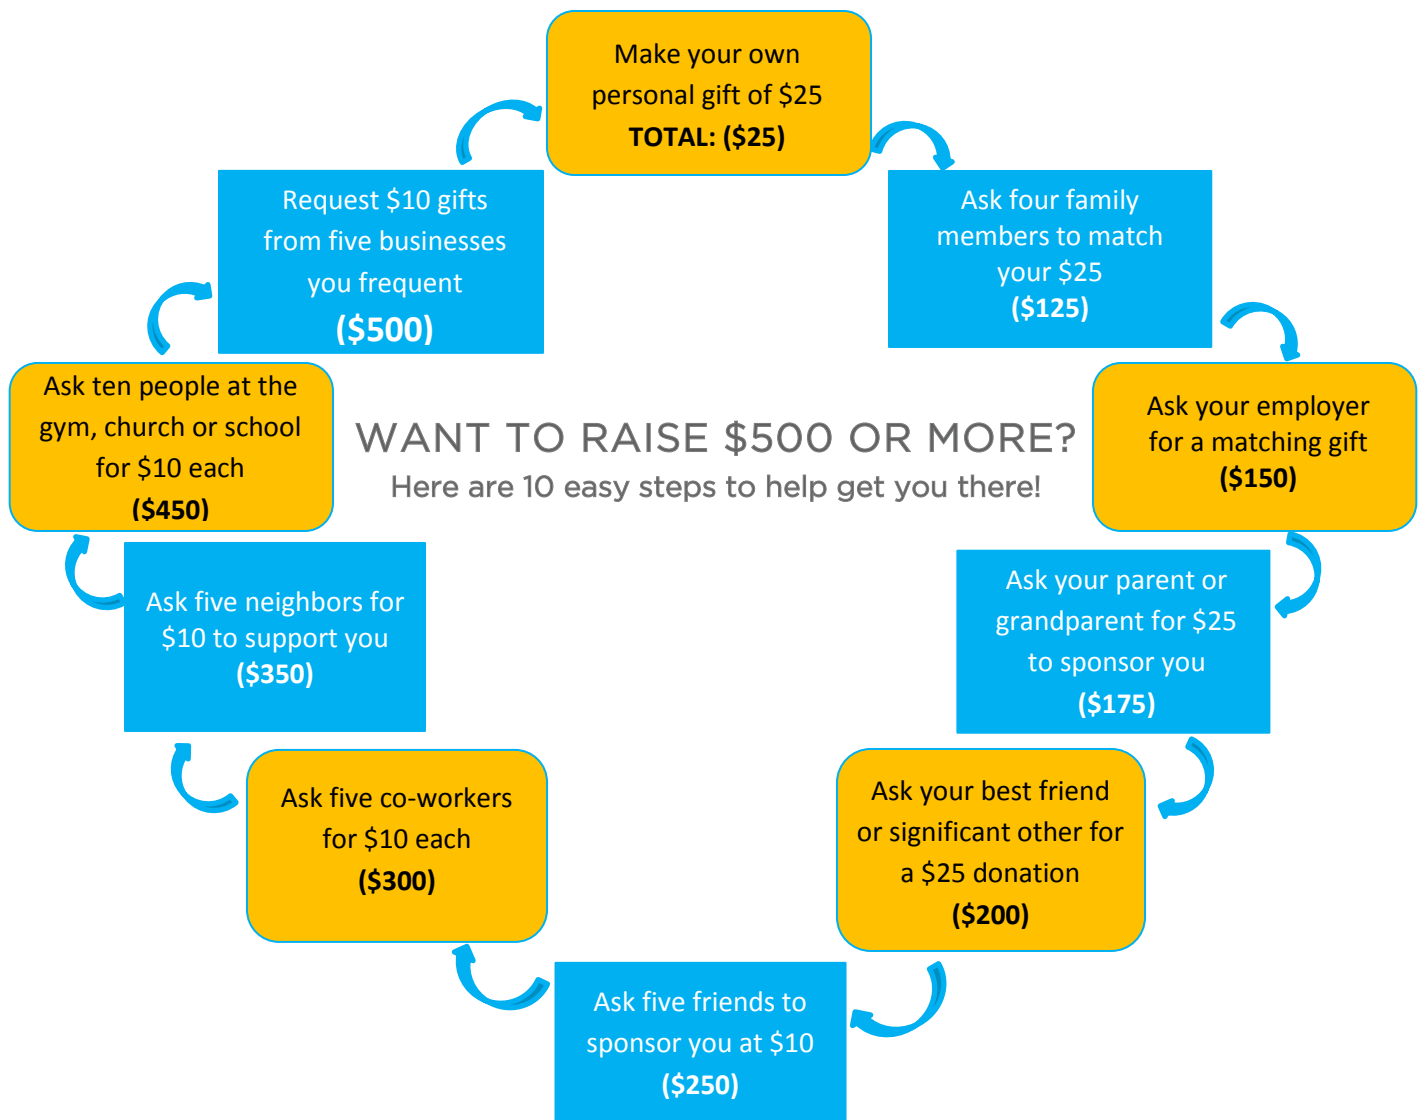 Make your own
personal gift of $25
TOTAL: ($25)
Ask four family
members to match
your $25
($125)
Ask your employer
for a matching gift
($150)
Ask your parent or
grandparent for $25
to sponsor you
($175)
Ask your best friend
or significant other for
a $25 donation
($200)
Ask five friends to
sponsor you at $10
($250)
Ask five co-workers
for $10 each
($300)
Ask five neighbors for
$10 to support you
($350)
Ask ten people at the
gym, church or school
for $10 each
($450)
Request $10 gifts
from five businesses
you frequent
($500)
WANT TO RAISE $500 OR MORE?
Here are 10 easy steps to help get you there!